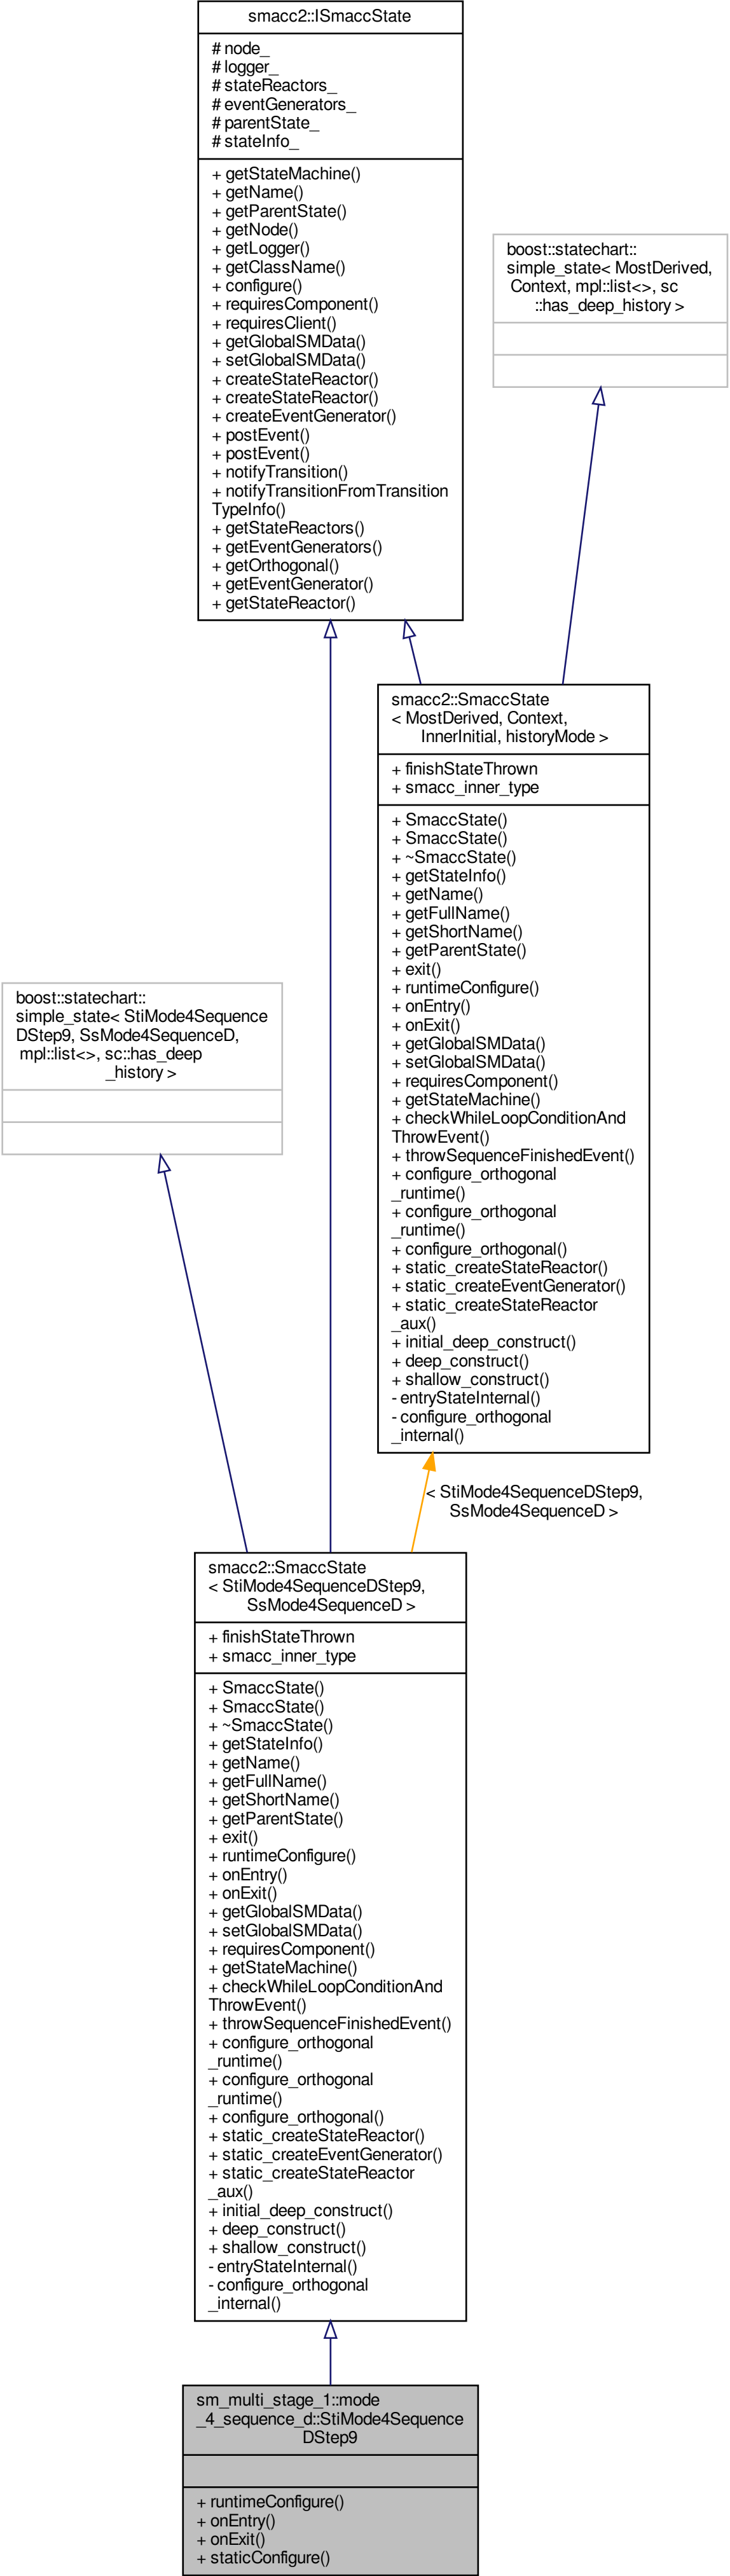 smacc2::ISmaccState
# node_
# logger_
# stateReactors_
# eventGenerators_
# parentState_
# stateInfo_
+ getStateMachine()
+ getName()
+ getParentState()
+ getNode()
+ getLogger()
+ getClassName()
+ configure()
+ requiresComponent()
+ requiresClient()
+ getGlobalSMData()
+ setGlobalSMData()
+ createStateReactor()
+ createStateReactor()
+ createEventGenerator()
+ postEvent()
+ postEvent()
+ notifyTransition()
+ notifyTransitionFromTransition
TypeInfo()
+ getStateReactors()
+ getEventGenerators()
+ getOrthogonal()
+ getEventGenerator()
+ getStateReactor()
boost::statechart::
simple_state< MostDerived,
Context, mpl::list<>, sc
::has_deep_history >
smacc2::SmaccState
< MostDerived, Context,
InnerInitial, historyMode >
+ finishStateThrown
+ smacc_inner_type
+ SmaccState()
+ SmaccState()
+ ~SmaccState()
+ getStateInfo()
+ getName()
+ getFullName()
+ getShortName()
+ getParentState()
+ exit()
+ runtimeConfigure()
+ onEntry()
+ onExit()
+ getGlobalSMData()
+ setGlobalSMData()
+ requiresComponent()
+ getStateMachine()
+ checkWhileLoopConditionAnd
ThrowEvent()
+ throwSequenceFinishedEvent()
+ configure_orthogonal
_runtime()
+ configure_orthogonal
_runtime()
+ configure_orthogonal()
+ static_createStateReactor()
+ static_createEventGenerator()
+ static_createStateReactor
_aux()
+ initial_deep_construct()
+ deep_construct()
+ shallow_construct()
- entryStateInternal()
- configure_orthogonal
_internal()
boost::statechart::
simple_state< StiMode4Sequence
DStep9, SsMode4SequenceD,
mpl::list<>, sc::has_deep
_history >
< StiMode4SequenceDStep9,
SsMode4SequenceD >
smacc2::SmaccState
< StiMode4SequenceDStep9,
SsMode4SequenceD >
+ finishStateThrown
+ smacc_inner_type
+ SmaccState()
+ SmaccState()
+ ~SmaccState()
+ getStateInfo()
+ getName()
+ getFullName()
+ getShortName()
+ getParentState()
+ exit()
+ runtimeConfigure()
+ onEntry()
+ onExit()
+ getGlobalSMData()
+ setGlobalSMData()
+ requiresComponent()
+ getStateMachine()
+ checkWhileLoopConditionAnd
ThrowEvent()
+ throwSequenceFinishedEvent()
+ configure_orthogonal
_runtime()
+ configure_orthogonal
_runtime()
+ configure_orthogonal()
+ static_createStateReactor()
+ static_createEventGenerator()
+ static_createStateReactor
_aux()
+ initial_deep_construct()
+ deep_construct()
+ shallow_construct()
- entryStateInternal()
- configure_orthogonal
_internal()
sm_multi_stage_1::mode
_4_sequence_d::StiMode4Sequence
DStep9
+ runtimeConfigure()
+ onEntry()
+ onExit()
+ staticConfigure()